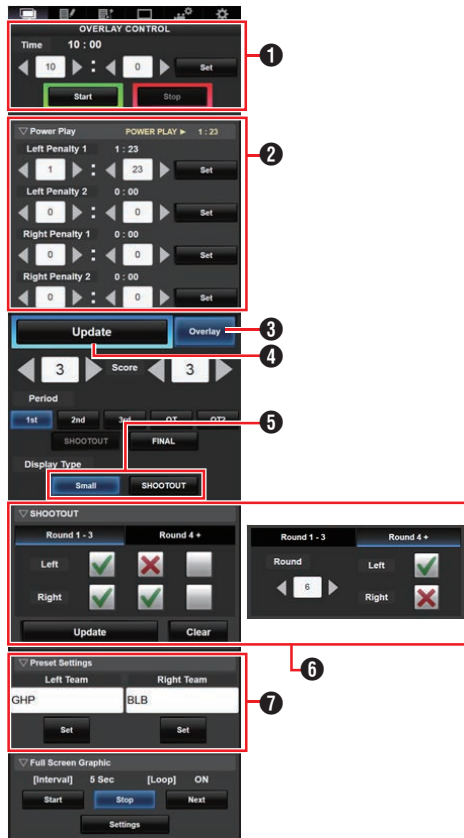 OVERLAY CONTROL
Time 10 : 00
10 : 0 Set
Start Stop
❶
▽ Power Play POWER PLAY ► 1 : 23
Left Penalty 1 1 : 23
1 : 23 Set
Left Penalty 2 0 : 00
0 : 0 Set
Right Penalty 1 0 : 00
0 : 0 Set
Right Penalty 2 0 : 00
0 : 0 Set
❷
Update Overlay
❸
❹
3 Score 3
Period
1st 2nd 3rd OT OT2
SHOOTOUT FINAL
❺
Display Type
Small SHOOTOUT
▽ SHOOTOUT
Round 1 - 3 Round 4 +
Left
Right
Update Clear
Round 1 - 3 Round 4 +
Round Left
6
Right
❻
▽ Preset Settings
Left Team Right Team
GHP BLB
Set Set
❼
▽ Full Screen Graphic
[Interval] 5 Sec [Loop] ON
Start Stop Next
Settings